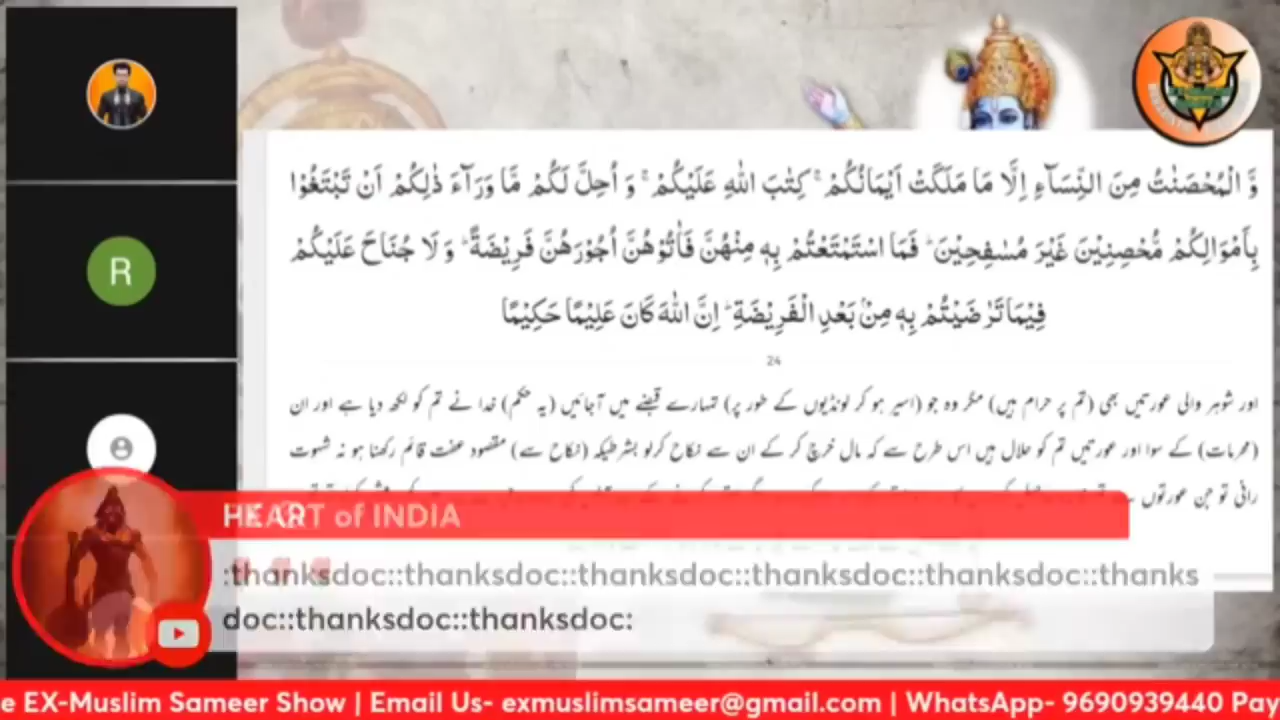 وَّ الْمُحْصَنٰتُ مِنَ النِّسَآءِ اِلَّا مَا مَلَكَتْ اَيْمَانُكُمْ ۚ كِتٰبَ اللّٰهِ عَلَيْكُمْ ۚ وَ اُحِلَّ لَكُمْ مَّا وَرَآءَ ذٰلِكُمْ اَنْ تَبْتَغُوْا
بِاَمْوَالِكُمْ مُّحْصِنِيْنَ غَيْرَ مُسٰفِحِيْنَ ؕ فَمَا اسْتَمْتَعْتُمْ بِهٖ مِنْهُنَّ فَاٰتُوْهُنَّ اُجُوْرَهُنَّ فَرِيْضَةً ؕ وَ لَا جُنَاحَ عَلَيْكُمْ
فِيْمَا تَرٰضَيْتُمْ بِهٖ مِنْۢ بَعْدِ الْفَرِيْضَةِ ؕ اِنَّ اللّٰهَ كَانَ عَلِيْمًا حَكِيْمًا
24
اور شوہر والی عورتیں بھی (تم پر حرام ہیں) مگر وہ جو (اسیر ہو کر لونڈیوں کے طور پر) تمہارے قبضے میں آجائیں (یہ حکم) خدا نے تم کو لکھ دیا ہے اور ان
(محرمات) کے سوا اور عورتیں تم کو حلال ہیں اس طرح سے کہ مال خرچ کر کے ان سے نکاح کرلو بشرطیکہ (نکاح سے) مقصود عفت قائم رکھنا ہو نہ شہوت
رانی تو جن عورتوں
R
HEART of INDIA
:thanksdoc::thanksdoc::thanksdoc::thanksdoc::thanksdoc::thanks
doc::thanksdoc::thanksdoc:
e EX-Muslim Sameer Show | Email Us- exmuslimsameer@gmail.com | WhatsApp- 9690939440 Pay